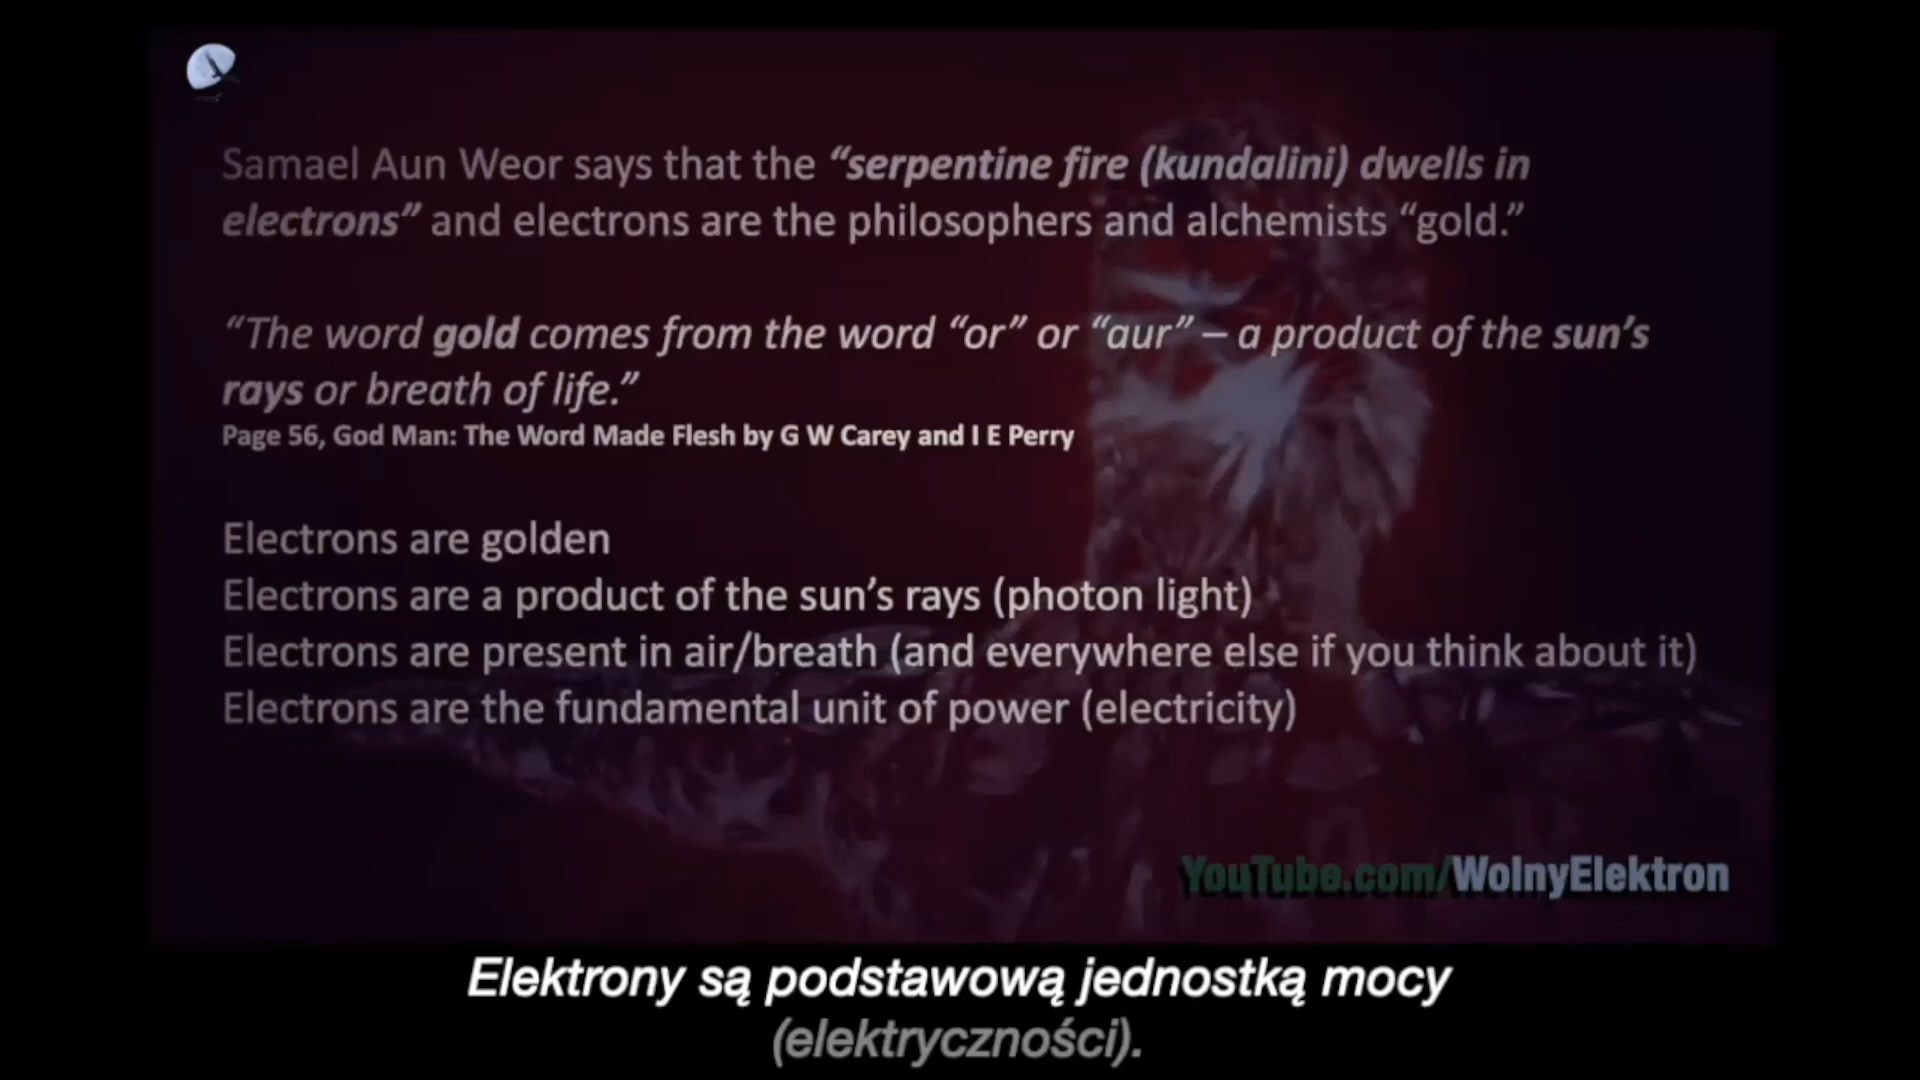 Samael Aun Weor says that the “serpentine fire (kundalini) dwells in
electrons” and electrons are the philosophers and alchemists “gold.”
“The word gold comes from the word “or” or “aur” – a product of the sun’s
rays or breath of life.”
Page 56, God Man: The Word Made Flesh by G W Carey and I E Perry
Electrons are golden
Electrons are a product of the sun’s rays (photon light)
Electrons are present in air/breath (and everywhere else if you think about it)
Electrons are the fundamental unit of power (electricity)
YouTube.com/WolnyElektron
Elektrony są podstawową jednostką mocy
(elektryczności).